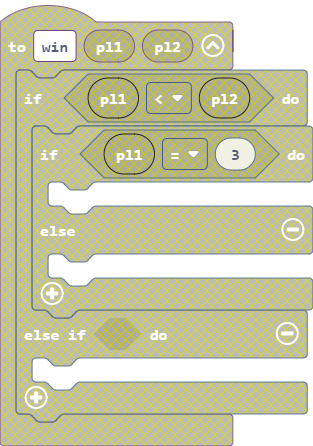 to win pl1 pl2
if pl1 < pl2 do
if pl1 = 3 do
else
else if do